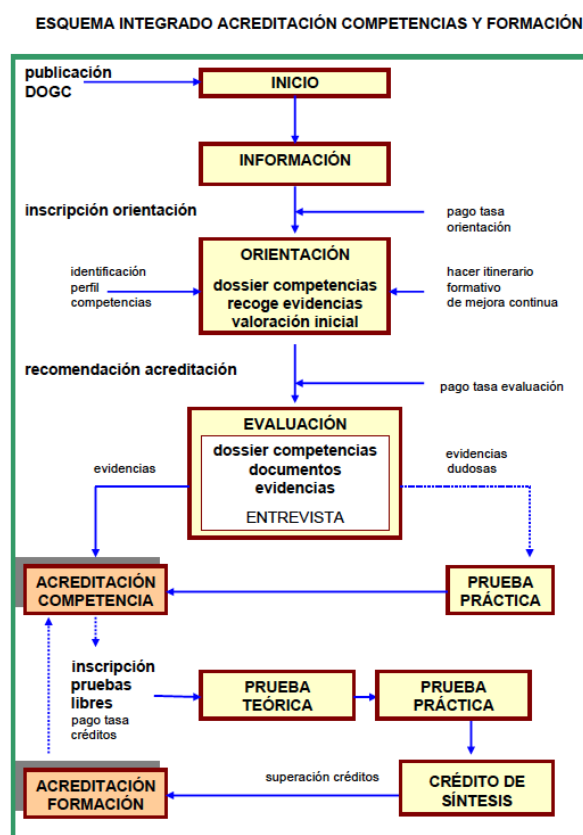 ESQUEMA INTEGRADO ACREDITACIÓN COMPETENCIAS Y FORMACIÓN
publicación
DOGC
INICIO
INFORMACIÓN
inscripción orientación
pago tasa
orientación
identificación
perfil
competencias
ORIENTACIÓN
dossier competencias
recoge evidencias
valoración inicial
hacer itinerario
formativo
de mejora continua
recomendación acreditación
pago tasa evaluación
EVALUACIÓN
dossier competencias
documentos
evidencias
ENTREVISTA
evidencias
evidencias
dudosas
ACREDITACIÓN
COMPETENCIA
PRUEBA
PRÁCTICA
inscripción
pruebas
libres
pago tasa
créditos
PRUEBA
TEÓRICA
PRUEBA
PRÁCTICA
ACREDITACIÓN
FORMACIÓN
superación créditos
CRÉDITO DE
SÍNTESIS